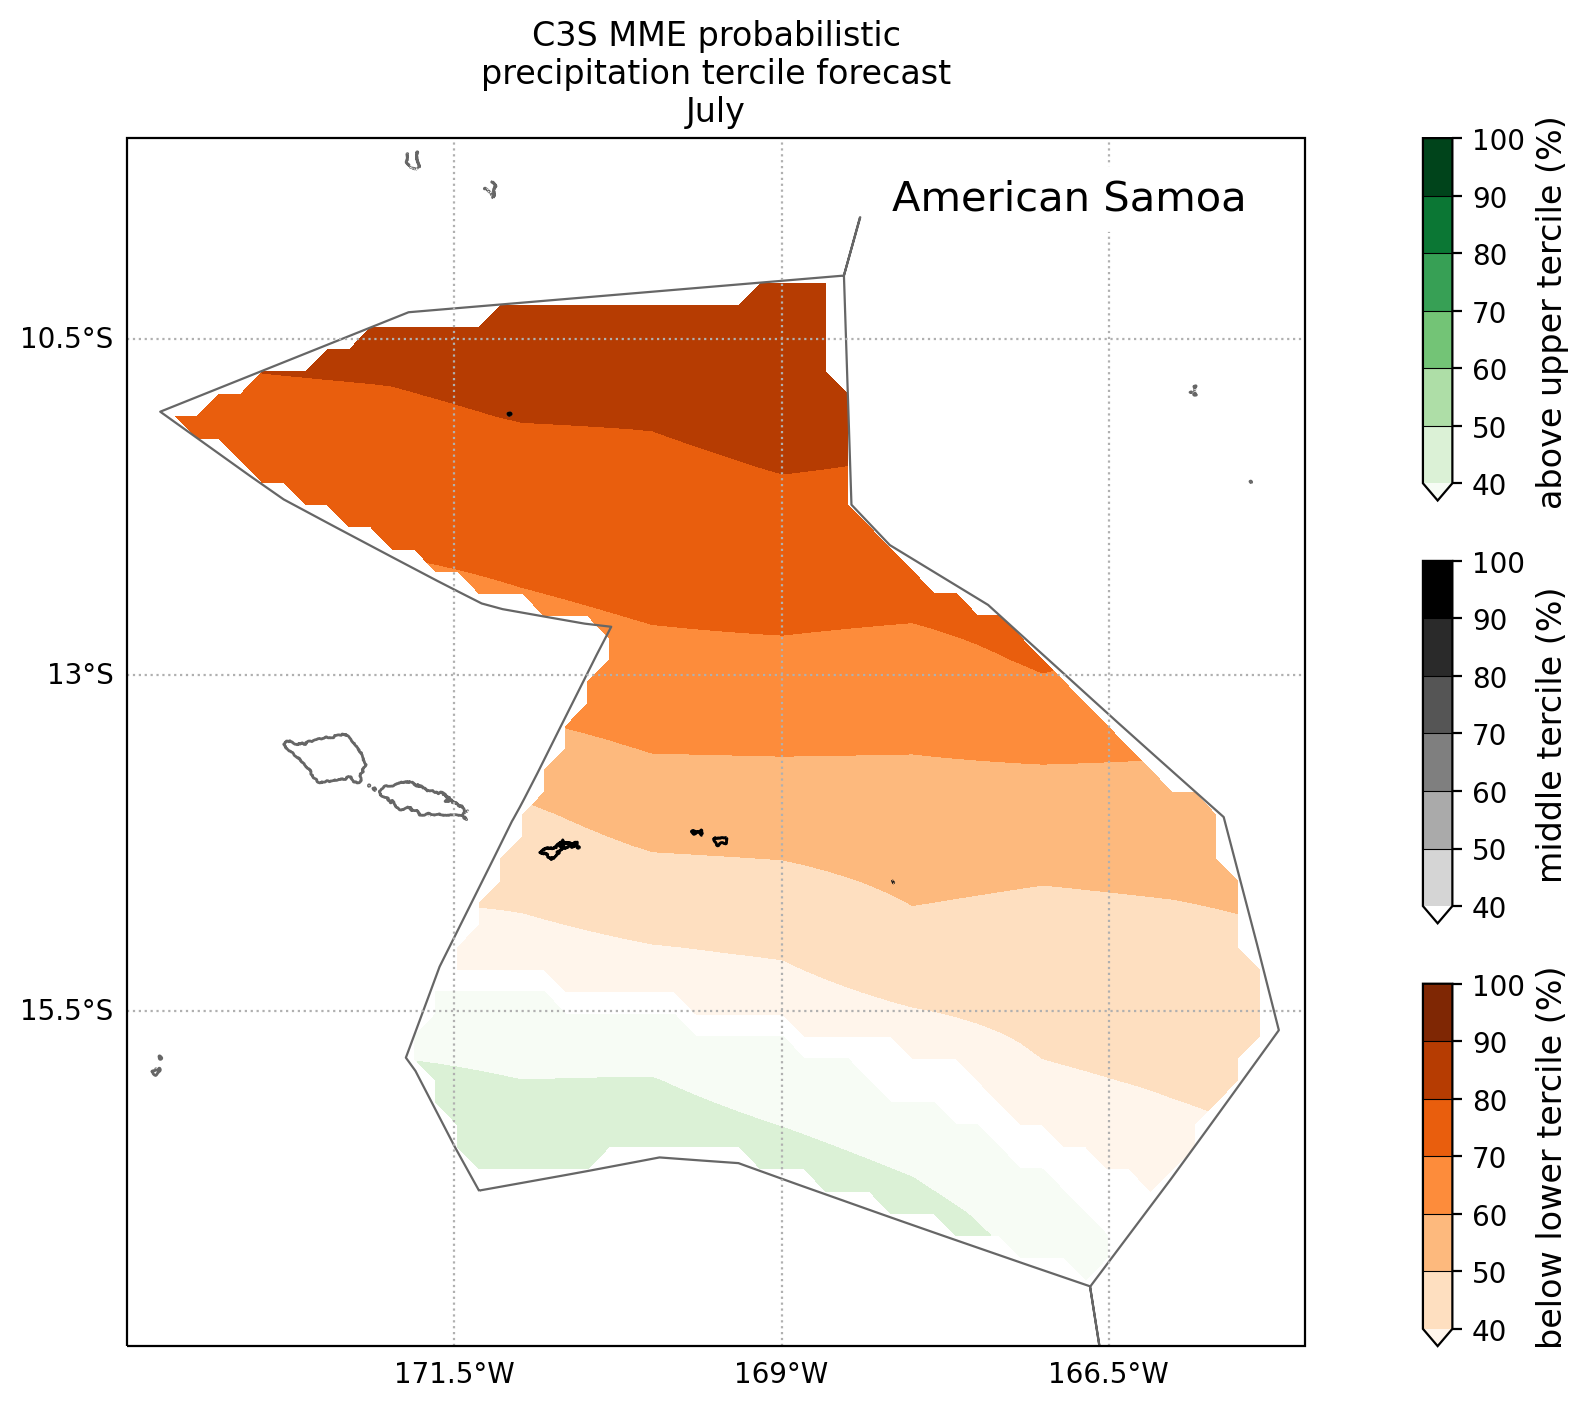 C3S MME probabilistic
precipitation tercile forecast
July
American Samoa
10.5°S
13°S
15.5°S
171.5°W
169°W
166.5°W
100
90
80
70
60
50
40
above upper tercile (%)
100
90
80
70
60
50
40
middle tercile (%)
100
90
80
70
60
50
40
below lower tercile (%)